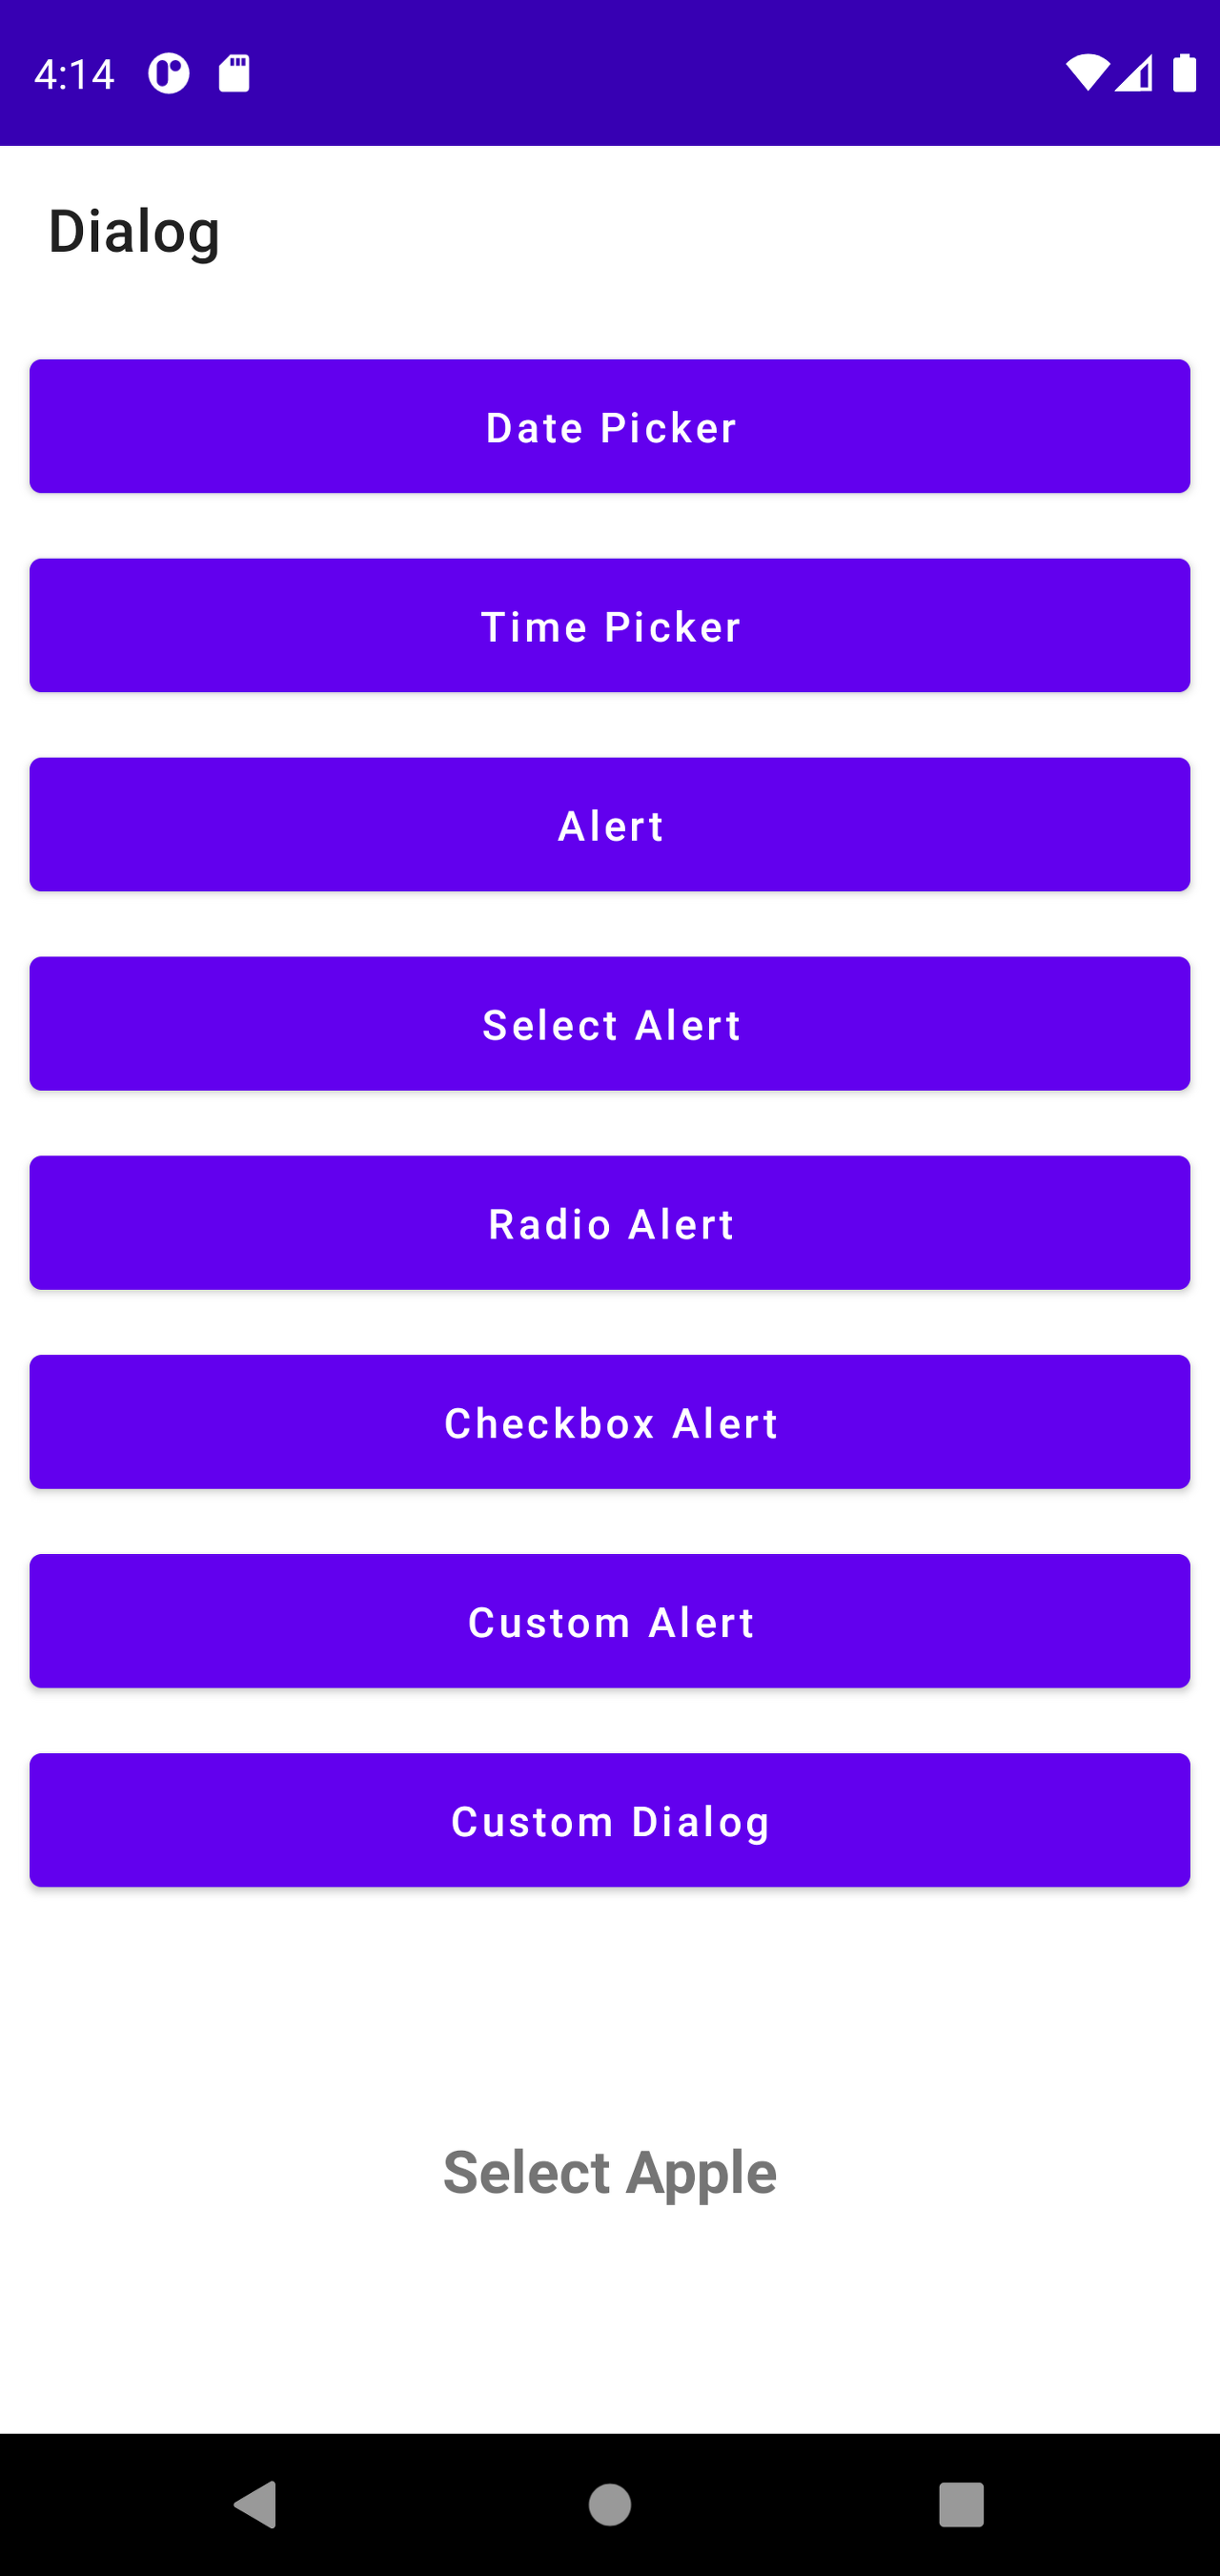 4:14
Dialog
Date Picker
Time Picker
Alert
Select Alert
Radio Alert
Checkbox Alert
Custom Alert
Custom Dialog
Select Apple